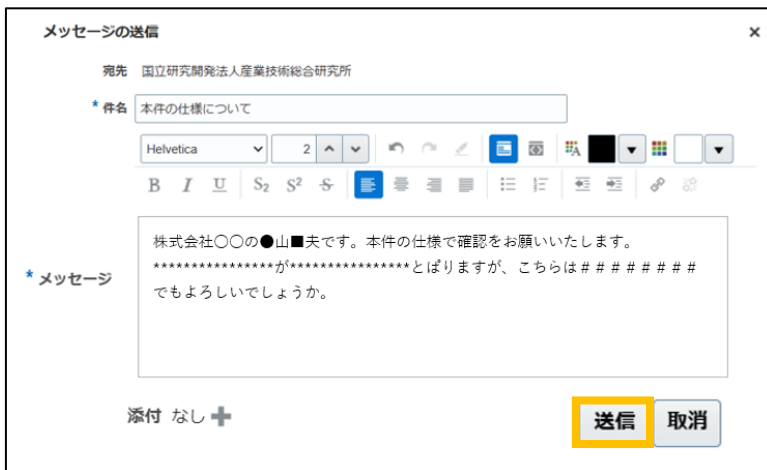 メッセージの送信
宛先 国立研究開発法人産業技術総合研究所
* 件名 本件の仕様について
Helvetica 2
B I U S₂ S² S
* メッセージ
株式会社〇〇の●山■夫です。本件の仕様で確認をお願いいたします。
****************が****************とぱりますが、こちらは########
でもよろしいでしょうか。
添付 なし
送信 取消